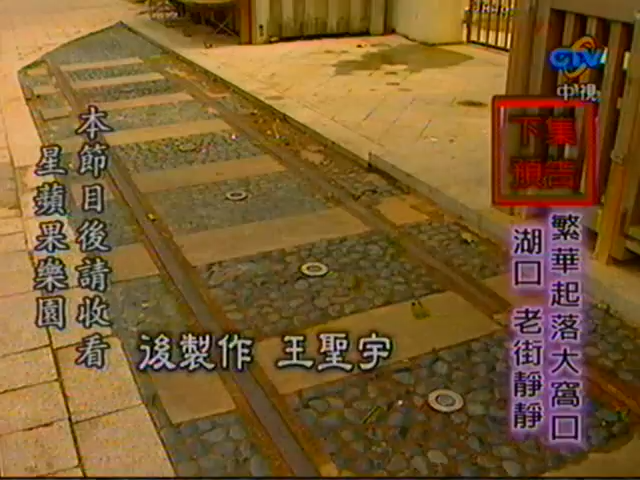 CTV
中視
下集
預告
繁華起落大窩口
湖口 老街靜靜
本節目後請收看
星蘋果樂園
後製作 王聖宇